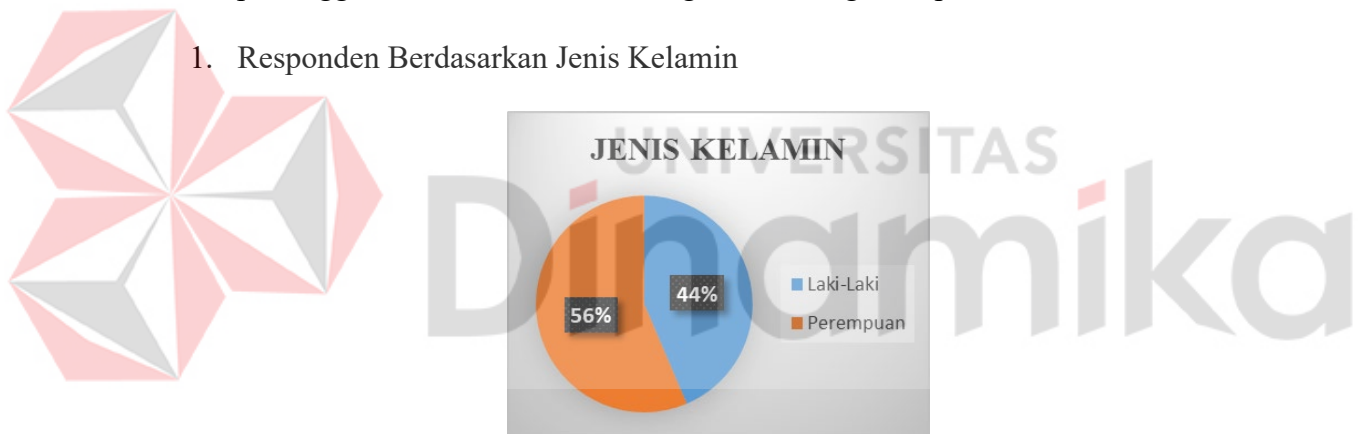 1. Responden Berdasarkan Jenis Kelamin
UNIVERSITAS
Dinamika
JENIS KELAMIN
44%
56%
Laki-Laki
Perempuan